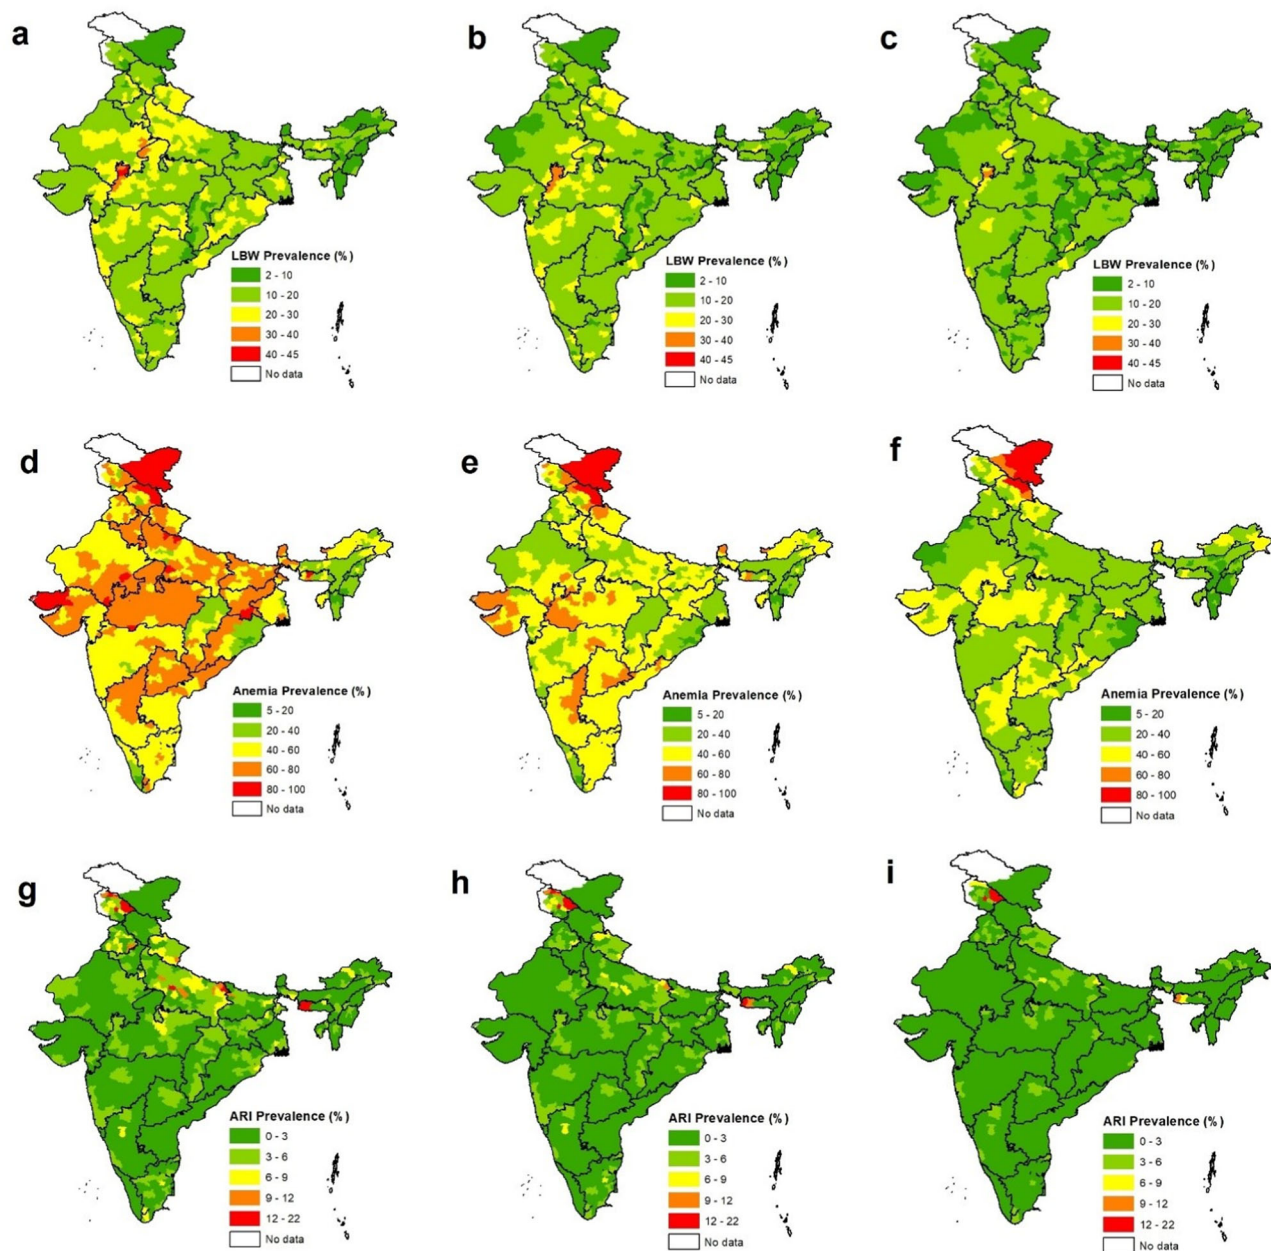 a
b
c
LBW Prevalence (%)
2 - 10
10 - 20
20 - 30
30 - 40
40 - 45
No data
LBW Prevalence (%)
2 - 10
10 - 20
20 - 30
30 - 40
40 - 45
No data
LBW Prevalence (%)
2 - 10
10 - 20
20 - 30
30 - 40
40 - 45
No data
d
e
f
Anemia Prevalence (%)
5 - 20
20 - 40
40 - 60
60 - 80
80 - 100
No data
Anemia Prevalence (%)
5 - 20
20 - 40
40 - 60
60 - 80
80 - 100
No data
Anemia Prevalence (%)
5 - 20
20 - 40
40 - 60
60 - 80
80 - 100
No data
g
h
i
ARI Prevalence (%)
0 - 3
3 - 6
6 - 9
9 - 12
12 - 22
No data
ARI Prevalence (%)
0 - 3
3 - 6
6 - 9
9 - 12
12 - 22
No data
ARI Prevalence (%)
0 - 3
3 - 6
6 - 9
9 - 12
12 - 22
No data